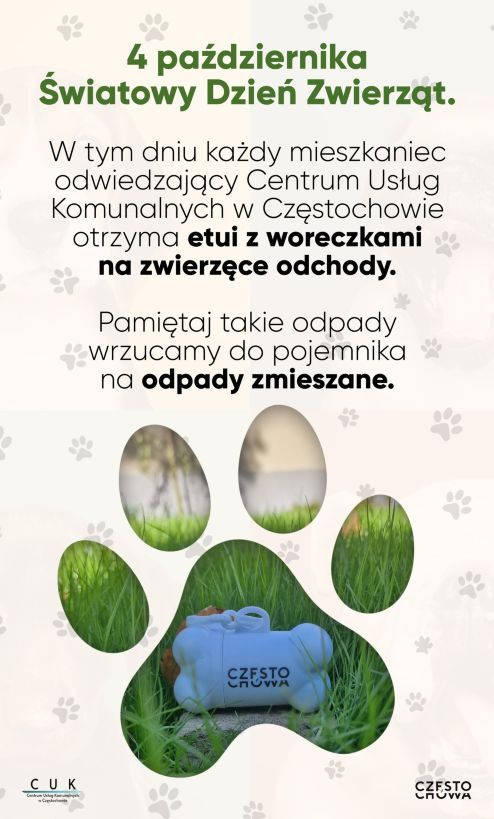 4 października
Światowy Dzień Zwierząt.
W tym dniu każdy mieszkaniec
odwiedzający Centrum Usług
Komunalnych w Częstochowie
otrzyma etui z woreczkami
na zwierzęce odchody.
Pamiętaj takie odpady
wrzucamy do pojemnika
na odpady zmieszane.
CZĘSTO
CHOWA
CUK
Centrum Usług Komunalnych
w Częstochowie
CZĘSTO
CHOWA